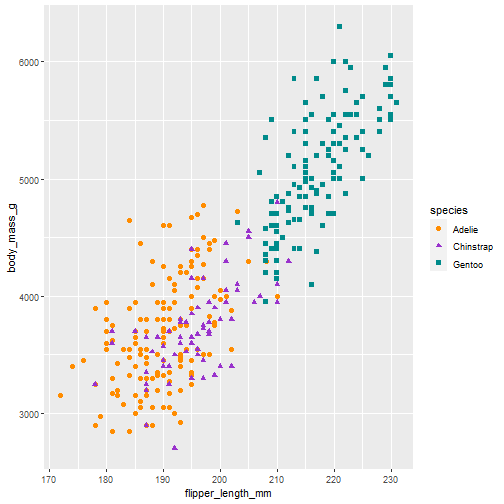 6000
5000
4000
3000
body_mass_g
170 180 190 200 210 220 230
flipper_length_mm
species
Adelie
Chinstrap
Gentoo